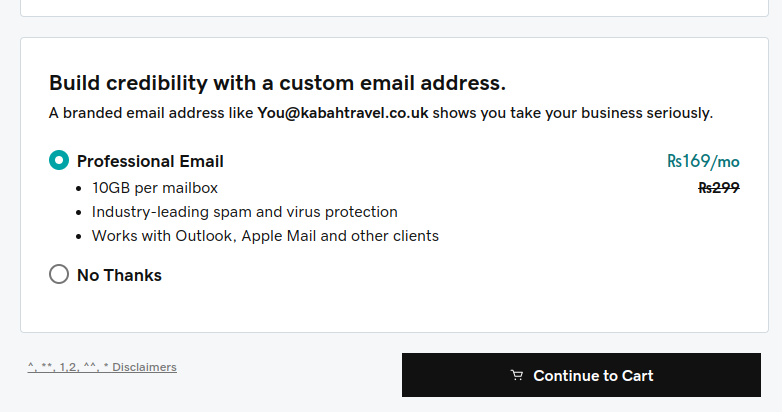 Build credibility with a custom email address.
A branded email address like You@kabahtravel.co.uk shows you take your business seriously.
Professional Email
₨169/mo
• 10GB per mailbox
₨299
• Industry-leading spam and virus protection
• Works with Outlook, Apple Mail and other clients
No Thanks
^, **, 1,2, ^^, * Disclaimers
Continue to Cart